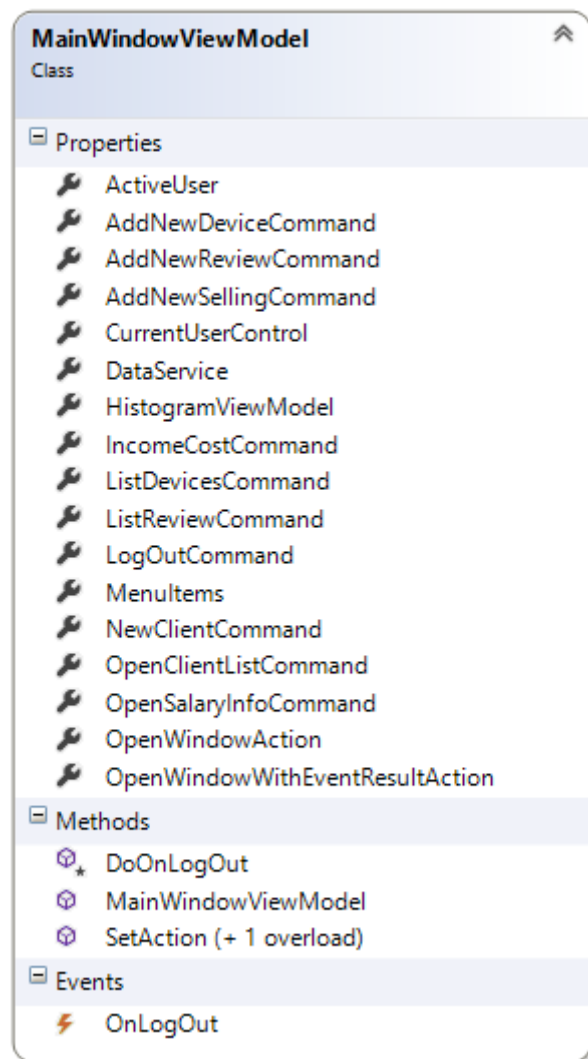 MainWindowViewModel
Class
Properties
ActiveUser
AddNewDeviceCommand
AddNewReviewCommand
AddNewSellingCommand
CurrentUserControl
DataService
HistogramViewModel
IncomeCostCommand
ListDevicesCommand
ListReviewCommand
LogOutCommand
MenuItems
NewClientCommand
OpenClientListCommand
OpenSalaryInfoCommand
OpenWindowAction
OpenWindowWithEventResultAction
Methods
DoOnLogOut
MainWindowViewModel
SetAction (+ 1 overload)
Events
OnLogOut